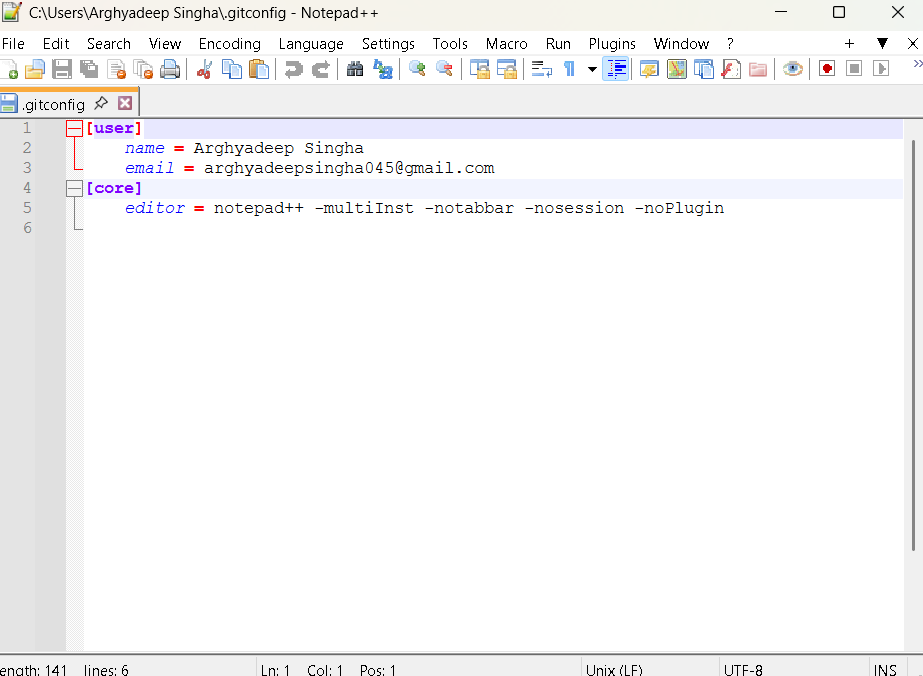 C:\Users\Arghyadeep Singha\.gitconfig - Notepad++
File Edit Search View Encoding Language Settings Tools Macro Run Plugins Window ? + ▼ X
.gitconfig
1 [user]
2 name = Arghyadeep Singha
3 email = arghyadeepsingha045@gmail.com
4 [core]
5 editor = notepad++ -multiInst -notabbar -nosession -noPlugin
6
ength: 141 lines: 6 Ln: 1 Col: 1 Pos: 1 Unix (LF) UTF-8 INS